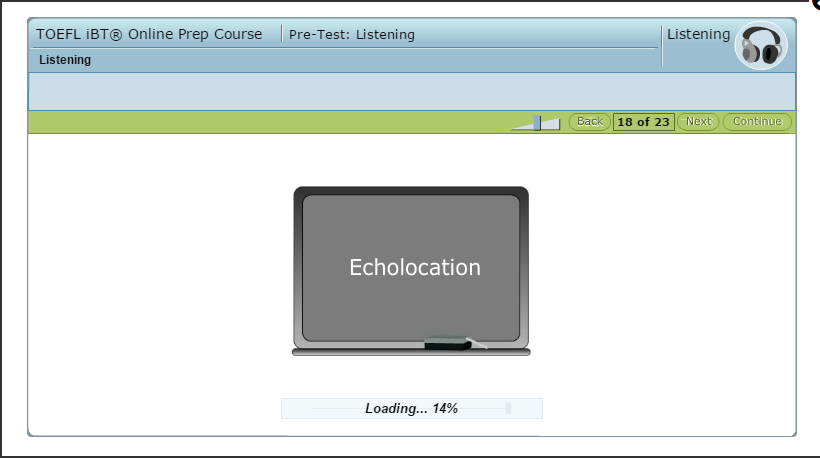 TOEFL iBT® Online Prep Course Pre-Test: Listening Listening
Listening
Back 18 of 23 Next Continue
Echolocation
Loading... 14%